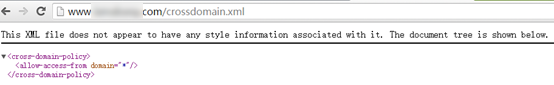 www. .com/crossdomain.xml
This XML file does not appear to have any style information associated with it. The document tree is shown below.
▼<cross-domain-policy>
<allow-access-from domain="*"/>
</cross-domain-policy>